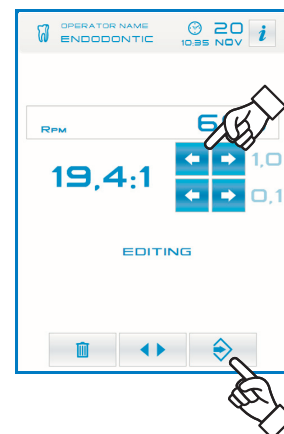 OPERATOR NAME 20
ENDODONTIC 10:35 NOV i
RPM
19,4:1 1,0
0,1
EDITING